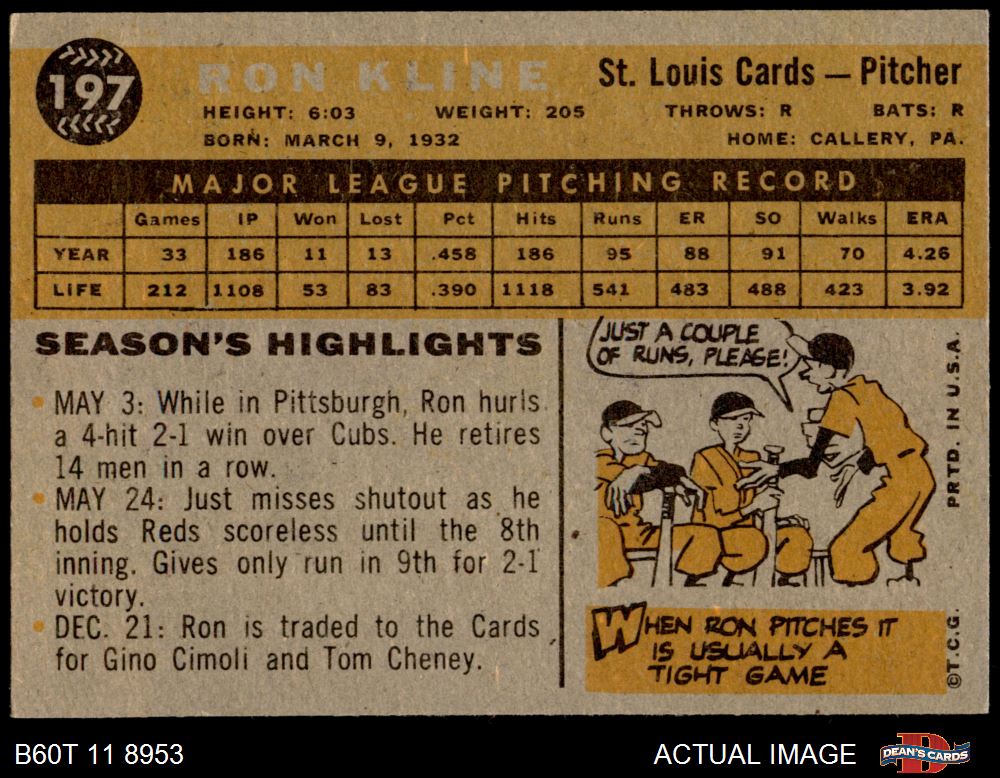 197
RON KLINE
St. Louis Cards — Pitcher
HEIGHT: 6:03 WEIGHT: 205 THROWS: R BATS: R
BORN: MARCH 9, 1932 HOME: CALLERY, PA.
MAJOR LEAGUE PITCHING RECORD
Games IP Won Lost Pct Hits Runs ER SO Walks ERA
YEAR 33 186 11 13 .458 186 95 88 91 70 4.26
LIFE 212 1108 53 83 .390 1118 541 483 488 423 3.92
SEASON'S HIGHLIGHTS
• MAY 3: While in Pittsburgh, Ron hurls
a 4-hit 2-1 win over Cubs. He retires
14 men in a row.
• MAY 24: Just misses shutout as he
holds Reds scoreless until the 8th
inning. Gives only run in 9th for 2-1
victory.
• DEC. 21: Ron is traded to the Cards
for Gino Cimoli and Tom Cheney.
JUST A COUPLE
OF RUNS, PLEASE!
WHEN RON PITCHES IT
IS USUALLY A
TIGHT GAME
©T.C.G. PRTD. IN U.S.A.
B60T 11 8953 ACTUAL IMAGE
DEAN'S CARDS